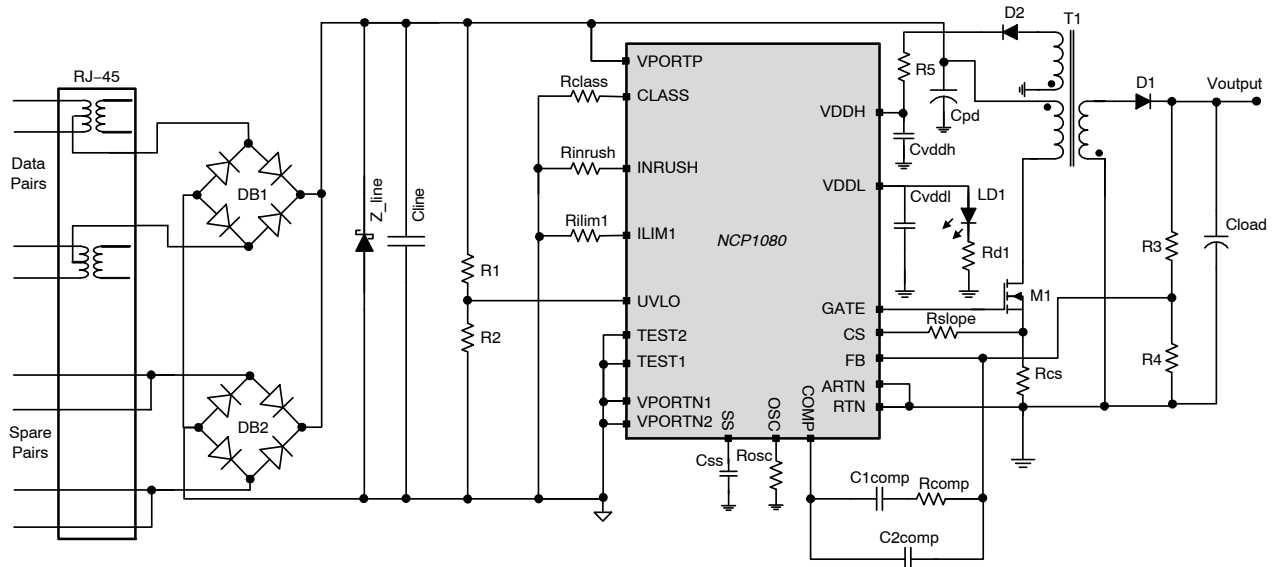 D2
T1
RJ-45
VPORTP
R5
D1
Rclass
CLASS
Voutput
VDDH
Cpd
Cvddh
Data
Pairs
Rinrush
INRUSH
DB1
Z_line
Cline
VDDL
Cvddl
LD1
Rilim1
ILIM1
NCP1080
Cload
Rd1
R3
R1
M1
UVLO
GATE
Rslope
R2
TEST2
CS
TEST1
FB
R4
Rcs
ARTN
VPORTN1
RTN
VPORTN2
SS
OSC
COMP
DB2
Spare
Pairs
Css
Rosc
C1comp
Rcomp
C2comp